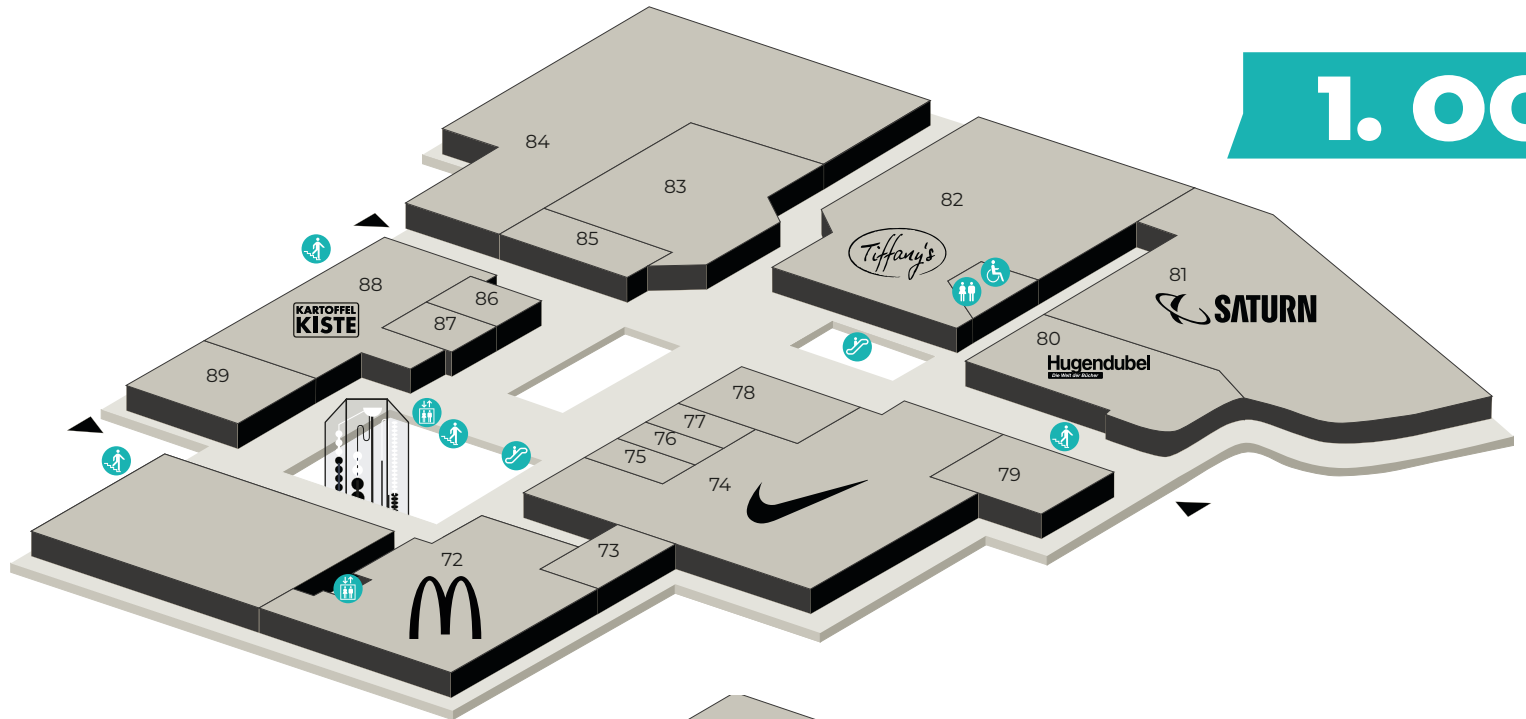 1. OG
84
83
82
85
Tiffany's
88
86
81
KARTOFFEL
KISTE
87
SATURN
80
Hugendubel
Die Welt der Bücher
89
78
77
76
75
74
79
73
72